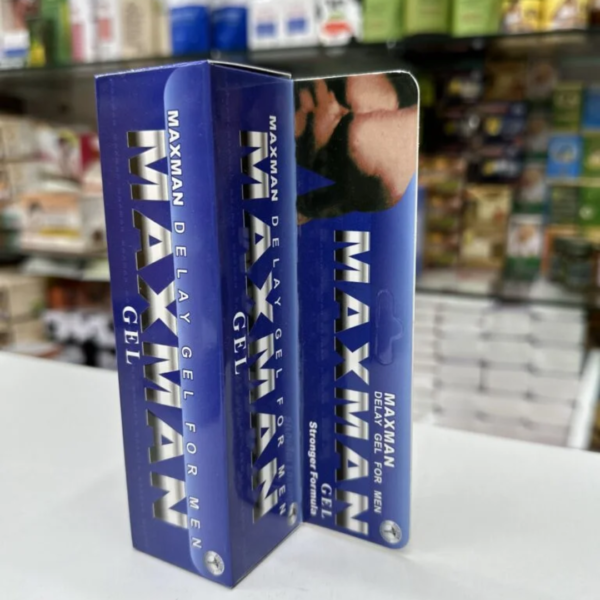 MAXMAN DELAY GEL FOR MEN
MAXMAN
GEL
MAXMAN DELAY GEL FOR MEN
MAXMAN
GEL
MAXMAN
DELAY GEL FOR MEN
MAXMAN
GEL
Stronger Formula